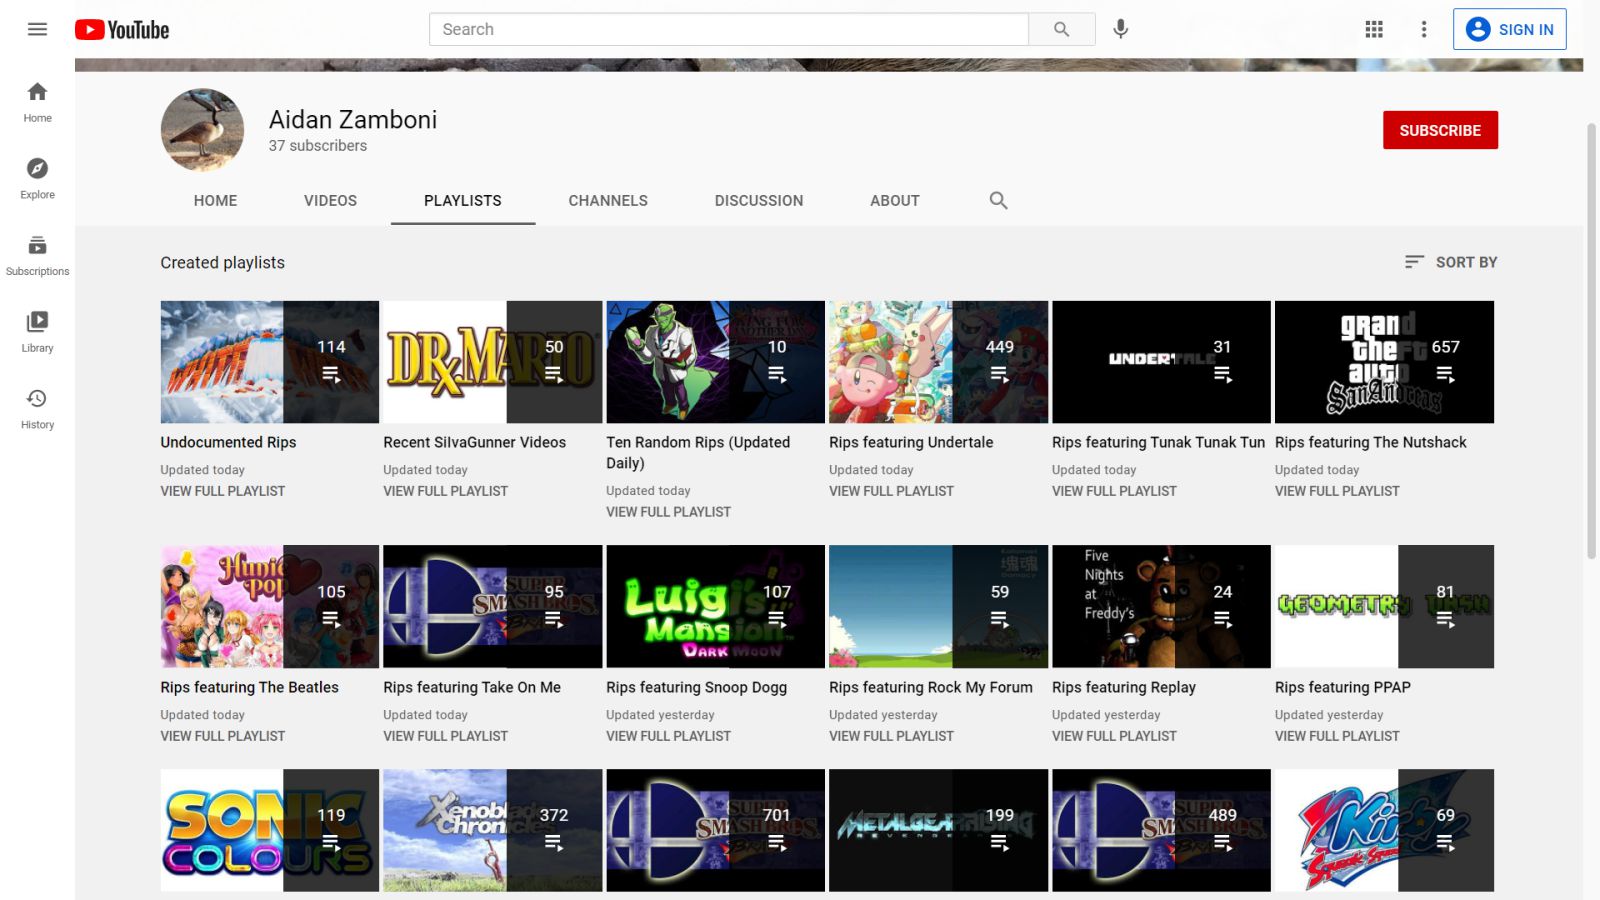 YouTube
Search
SIGN IN
Home
Explore
Subscriptions
Library
History
Aidan Zamboni
37 subscribers
SUBSCRIBE
HOME VIDEOS PLAYLISTS CHANNELS DISCUSSION ABOUT
Created playlists
SORT BY
DR. MARIO
UNDERTALE
grand
theft
auto
San Andreas
114 50 10 449 31 657
Undocumented Rips
Updated today
VIEW FULL PLAYLIST
Recent SilvaGunner Videos
Updated today
VIEW FULL PLAYLIST
Ten Random Rips (Updated
Daily)
Updated today
VIEW FULL PLAYLIST
Rips featuring Undertale
Updated today
VIEW FULL PLAYLIST
Rips featuring Tunak Tunak Tun
Updated today
VIEW FULL PLAYLIST
Rips featuring The Nutshack
Updated today
VIEW FULL PLAYLIST
Hunie
Pop
SUPER
SMASH BROS.
BRAWL
Luigi's
Mansion
DARK MOON
Five
Nights
at
Freddy's
GEOMETRY DASH
105 95 107 59 24 81
Rips featuring The Beatles
Updated today
VIEW FULL PLAYLIST
Rips featuring Take On Me
Updated today
VIEW FULL PLAYLIST
Rips featuring Snoop Dogg
Updated yesterday
VIEW FULL PLAYLIST
Rips featuring Rock My Forum
Updated yesterday
VIEW FULL PLAYLIST
Rips featuring Replay
Updated yesterday
VIEW FULL PLAYLIST
Rips featuring PPAP
Updated yesterday
VIEW FULL PLAYLIST
SONIC
COLOURS
Xenoblade
Chronicles
SUPER
SMASH BROS.
BRAWL
METAL GEAR RISING
REVENGEANCE
SUPER
SMASH BROS.
BRAWL
Kirby
119 372 701 199 489 69